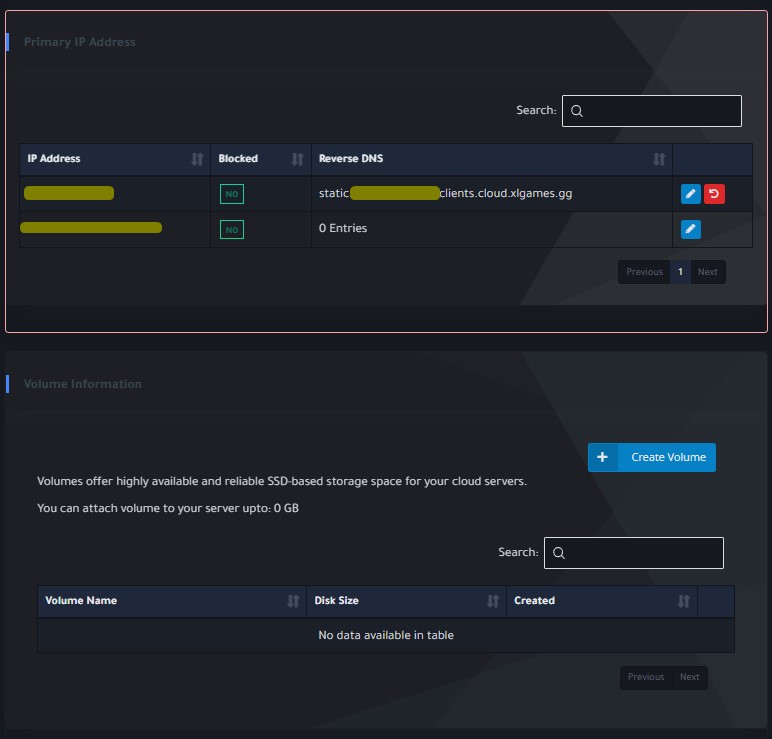 Primary IP Address
Search:
IP Address Blocked Reverse DNS
NO static clients.cloud.xlgames.gg
NO 0 Entries
Previous 1 Next
Volume Information
+ Create Volume
Volumes offer highly available and reliable SSD-based storage space for your cloud servers.
You can attach volume to your server upto: 0 GB
Search:
Volume Name Disk Size Created
No data available in table
Previous Next